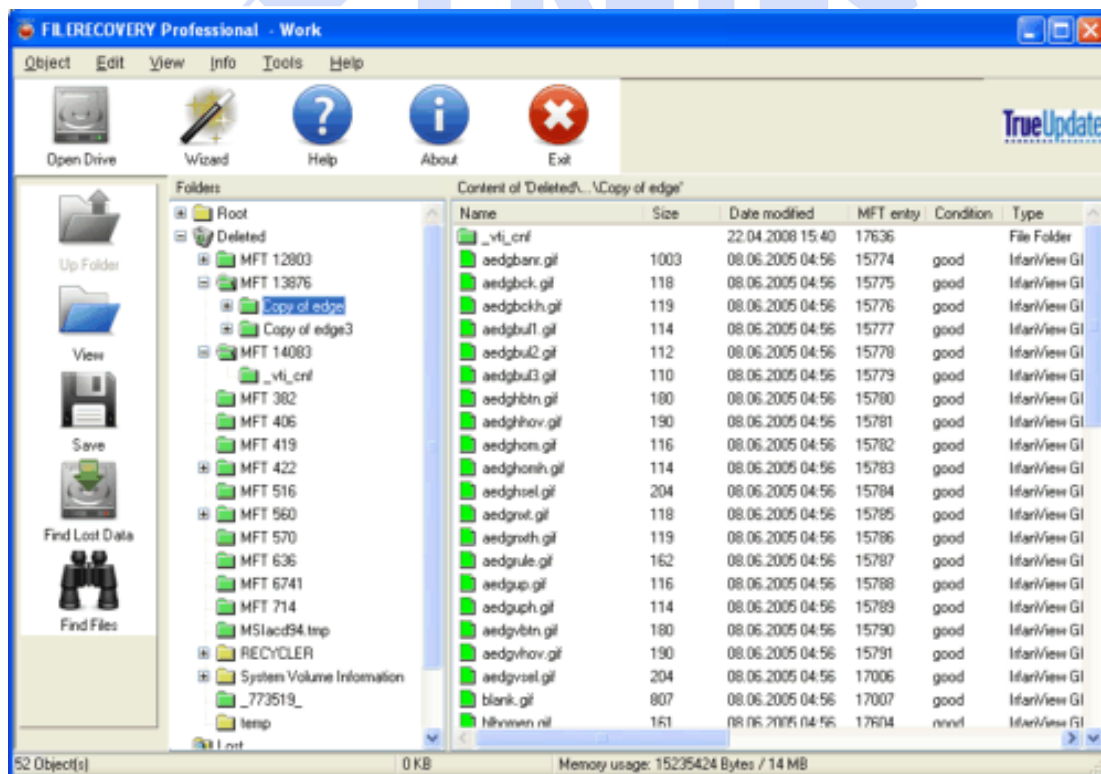 FILERECOVERY Professional - Work
Object Edit View Info Tools Help
Open Drive Wizard Help About Exit
TrueUpdate
Up Folder
View
Save
Find Lost Data
Find Files
Folders
Root
Deleted
MFT 12803
MFT 13876
Copy of edge
Copy of edge3
MFT 14083
_vti_cnf
MFT 382
MFT 406
MFT 419
MFT 422
MFT 516
MFT 560
MFT 570
MFT 636
MFT 6741
MFT 714
MSIacd94.tmp
RECYCLER
System Volume Information
_773519_
temp
Lost
Content of 'Deleted\...\Copy of edge'
Name Size Date modified MFT entry Condition Type
_vti_cnf 22.04.2008 15:40 17636 File Folder
aedgbanr.gif 1003 08.06.2005 04:56 15774 good IrfanView GI
aedgbck.gif 118 08.06.2005 04:56 15775 good IrfanView GI
aedgbckh.gif 119 08.06.2005 04:56 15776 good IrfanView GI
aedgbul1.gif 114 08.06.2005 04:56 15777 good IrfanView GI
aedgbul2.gif 112 08.06.2005 04:56 15778 good IrfanView GI
aedgbul3.gif 110 08.06.2005 04:56 15779 good IrfanView GI
aedghbtn.gif 180 08.06.2005 04:56 15780 good IrfanView GI
aedghhov.gif 190 08.06.2005 04:56 15781 good IrfanView GI
aedghom.gif 116 08.06.2005 04:56 15782 good IrfanView GI
aedghomh.gif 114 08.06.2005 04:56 15783 good IrfanView GI
aedghsel.gif 204 08.06.2005 04:56 15784 good IrfanView GI
aedgnxt.gif 118 08.06.2005 04:56 15785 good IrfanView GI
aedgnxth.gif 119 08.06.2005 04:56 15786 good IrfanView GI
aedgrule.gif 162 08.06.2005 04:56 15787 good IrfanView GI
aedgup.gif 116 08.06.2005 04:56 15788 good IrfanView GI
aedguph.gif 114 08.06.2005 04:56 15789 good IrfanView GI
aedgvbtn.gif 180 08.06.2005 04:56 15790 good IrfanView GI
aedgvhov.gif 190 08.06.2005 04:56 15791 good IrfanView GI
aedgvsel.gif 204 08.06.2005 04:56 17006 good IrfanView GI
blank.gif 807 08.06.2005 04:56 17007 good IrfanView GI
161 08.06.2005 04:56 17604 good IrfanView GI
52 Object(s) 0 KB Memory usage: 15235424 Bytes / 14 MB